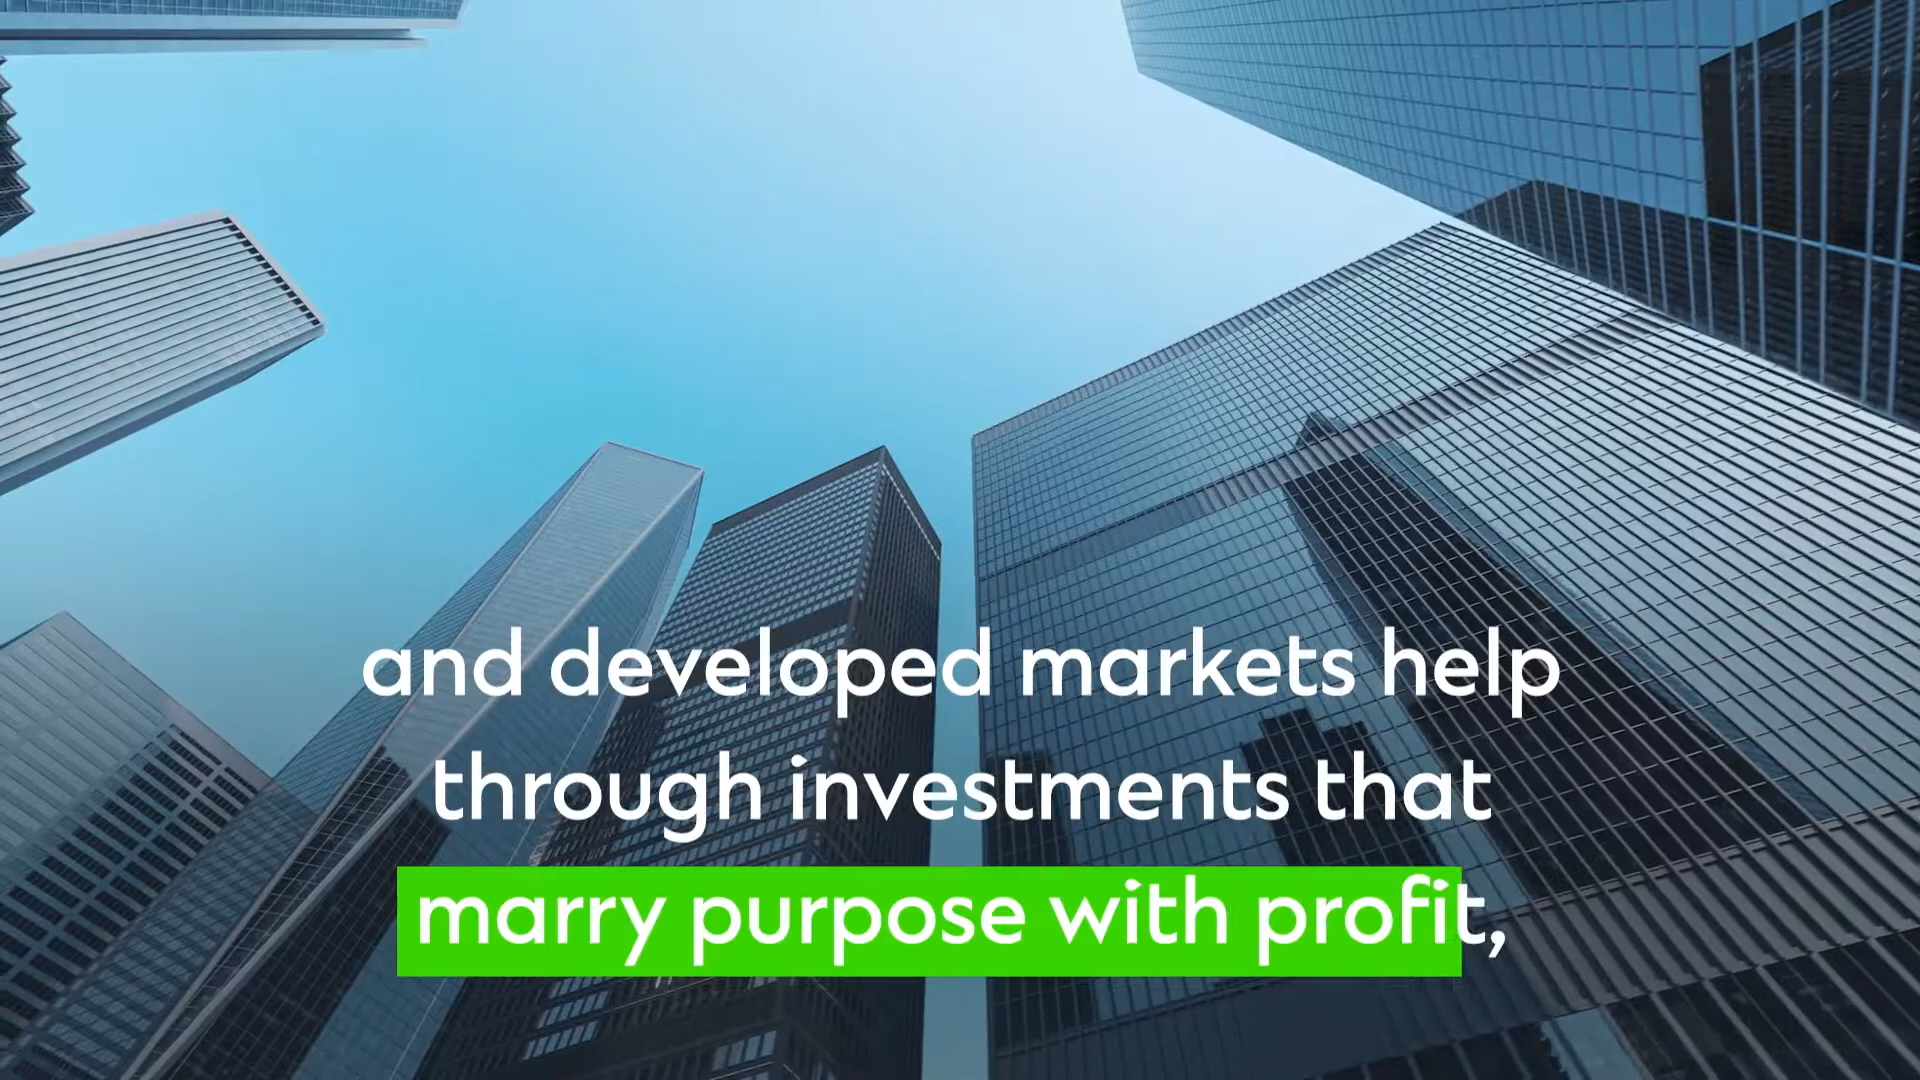 and developed markets help
through investments that
marry purpose with profit,